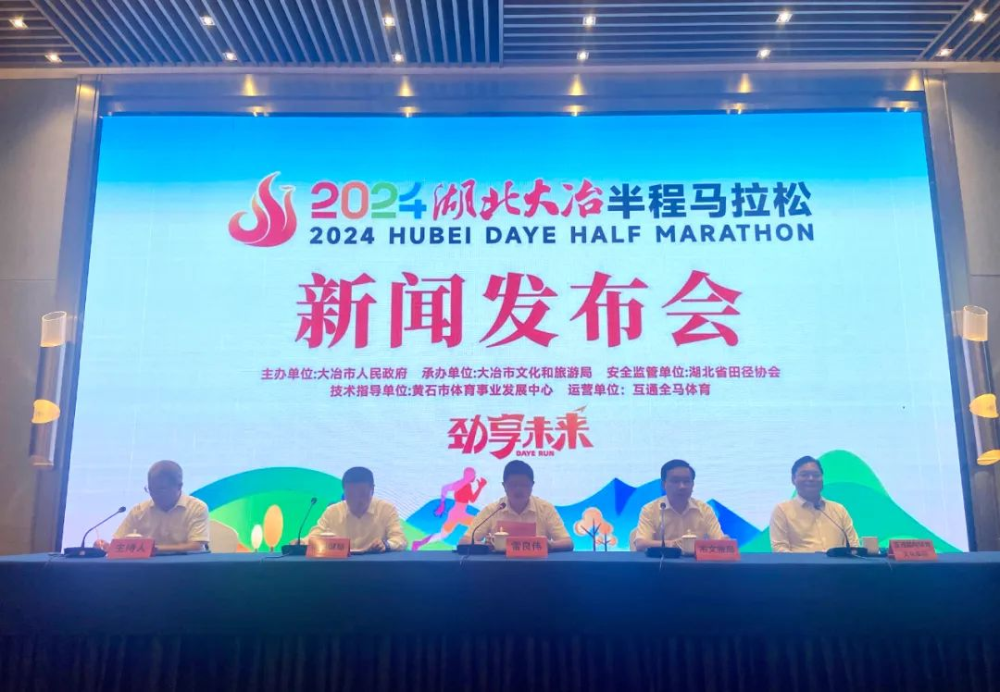 2024湖北大冶半程马拉松
2024 HUBEI DAYE HALF MARATHON
新闻发布会
主办单位:大冶市人民政府 承办单位:大冶市文化和旅游局 安全监管单位:湖北省田径协会
技术指导单位:黄石市体育事业发展中心 运营单位：互通全马体育
劲享未来
DAYE RUN
主持人
雷良伟
市文旅局